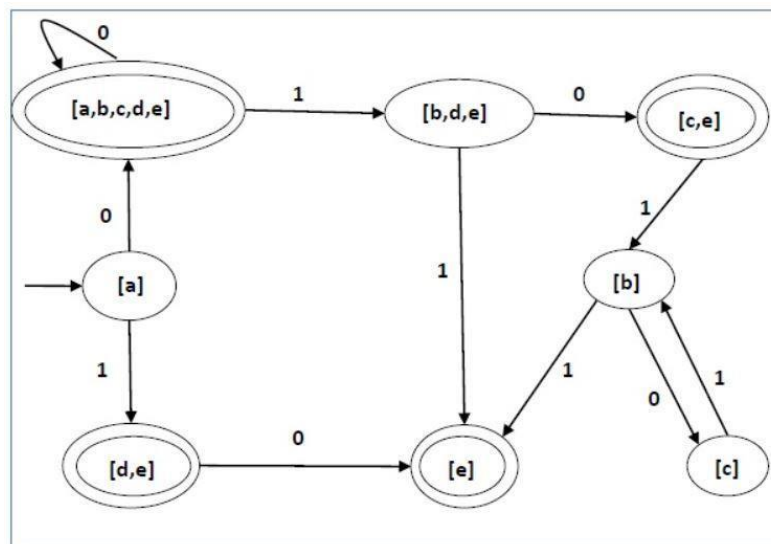 0
[a,b,c,d,e] 1 [b,d,e] 0 [c,e]
0 1
[a] 1 [b]
1 1 0 1
[d,e] 0 [e] [c]